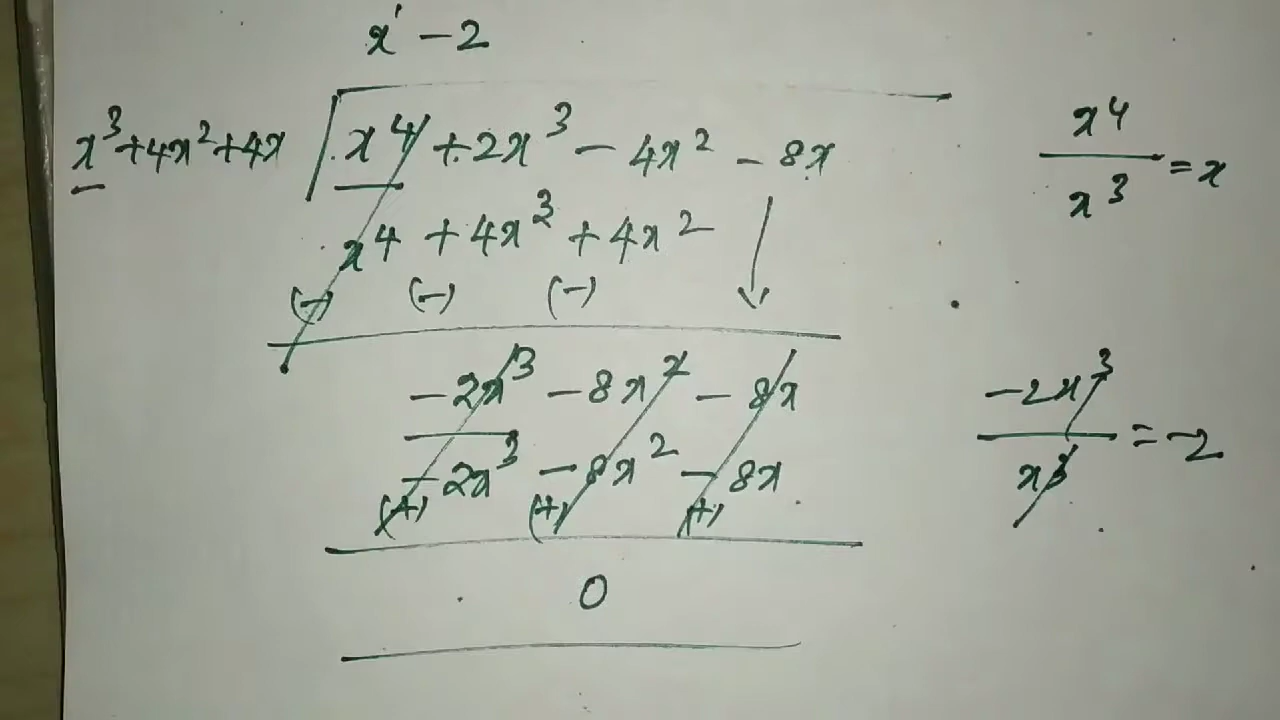 x¹ - 2
x³+4x²+4x | x⁴ + 2x³ - 4x² - 8x
x⁴ + 4x³ + 4x²
(-) (-) (-)
-2x³ - 8x² - 8x
-2x³ - 8x² - 8x
(+) (+) (+)
0
x⁴/x³ = x
-2x³/x³ = -2